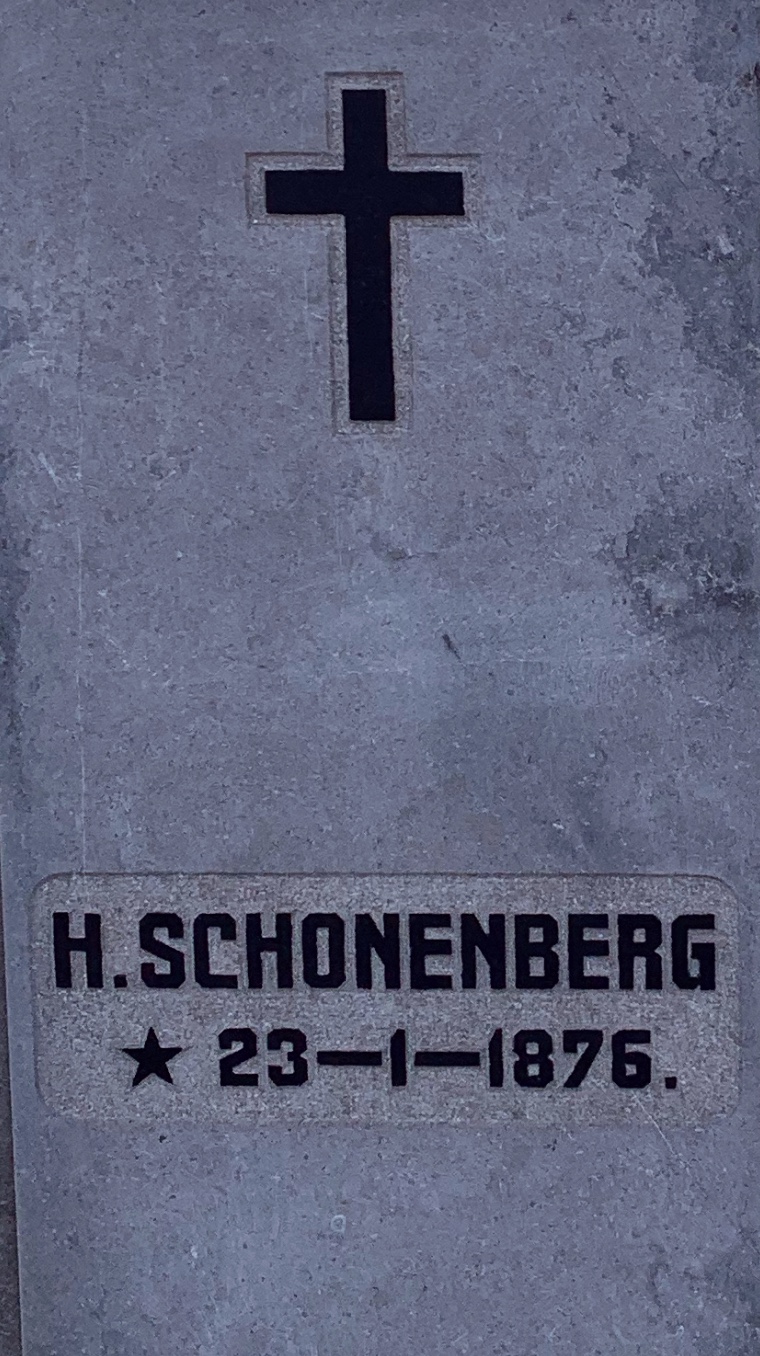 H. SCHONENBERG
★ 23—1—1876.